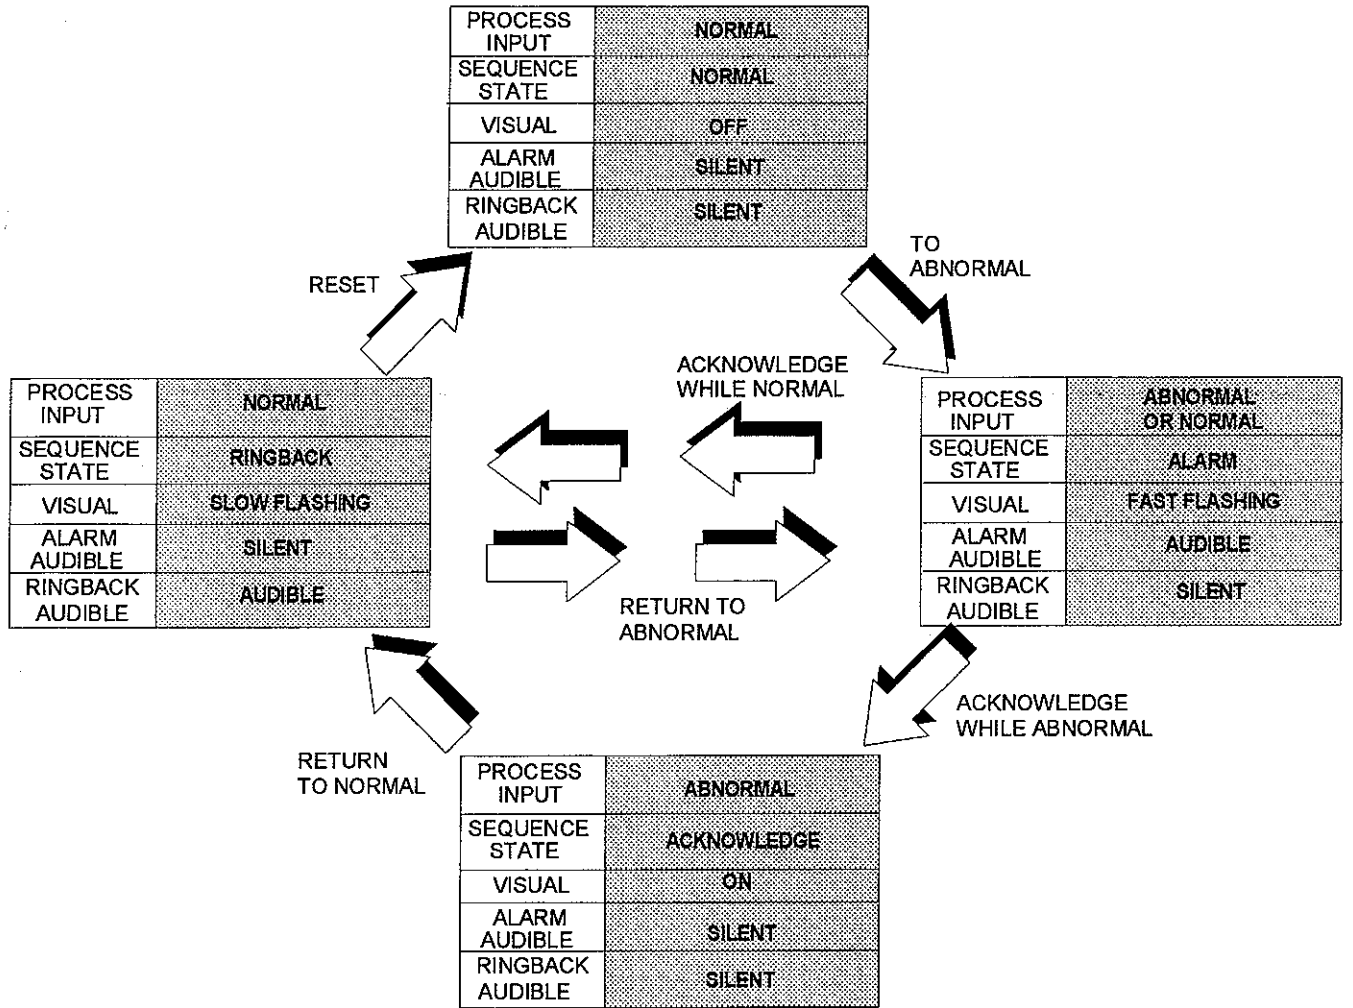 PROCESS INPUT NORMAL
SEQUENCE STATE NORMAL
VISUAL OFF
ALARM AUDIBLE SILENT
RINGBACK AUDIBLE SILENT
TO
ABNORMAL
RESET
ACKNOWLEDGE
WHILE NORMAL
PROCESS INPUT NORMAL
SEQUENCE STATE RINGBACK
VISUAL SLOW FLASHING
ALARM AUDIBLE SILENT
RINGBACK AUDIBLE AUDIBLE
PROCESS INPUT ABNORMAL OR NORMAL
SEQUENCE STATE ALARM
VISUAL FAST FLASHING
ALARM AUDIBLE AUDIBLE
RINGBACK AUDIBLE SILENT
RETURN TO
ABNORMAL
ACKNOWLEDGE
WHILE ABNORMAL
RETURN
TO NORMAL
PROCESS INPUT ABNORMAL
SEQUENCE STATE ACKNOWLEDGE
VISUAL ON
ALARM AUDIBLE SILENT
RINGBACK AUDIBLE SILENT